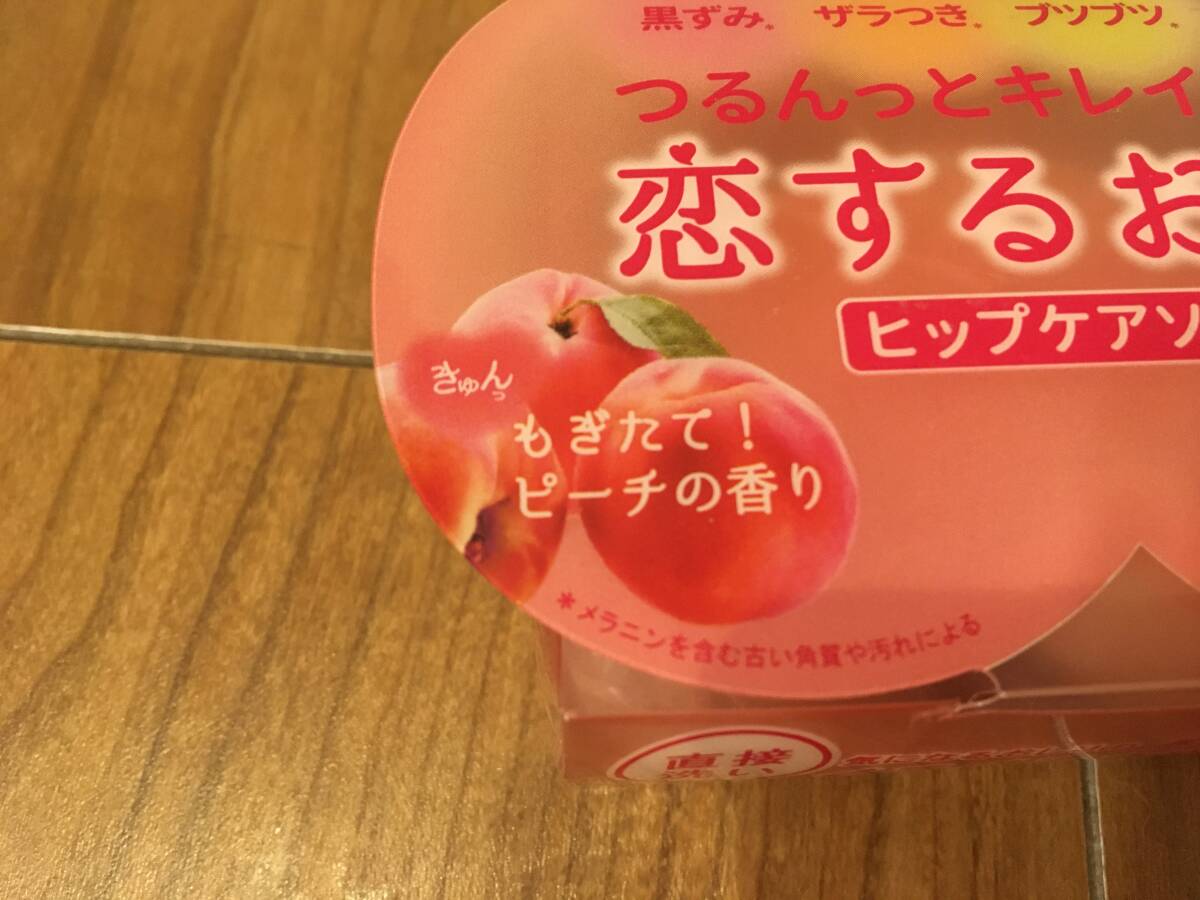 黒ずみ* ザラつき* ブツブツ*
つるんっとキレイ
恋するお
ヒップケアソ
きゅんっ
もぎたて!
ピーチの香り
*メラニンを含む古い角質や汚れによる
直接
洗い